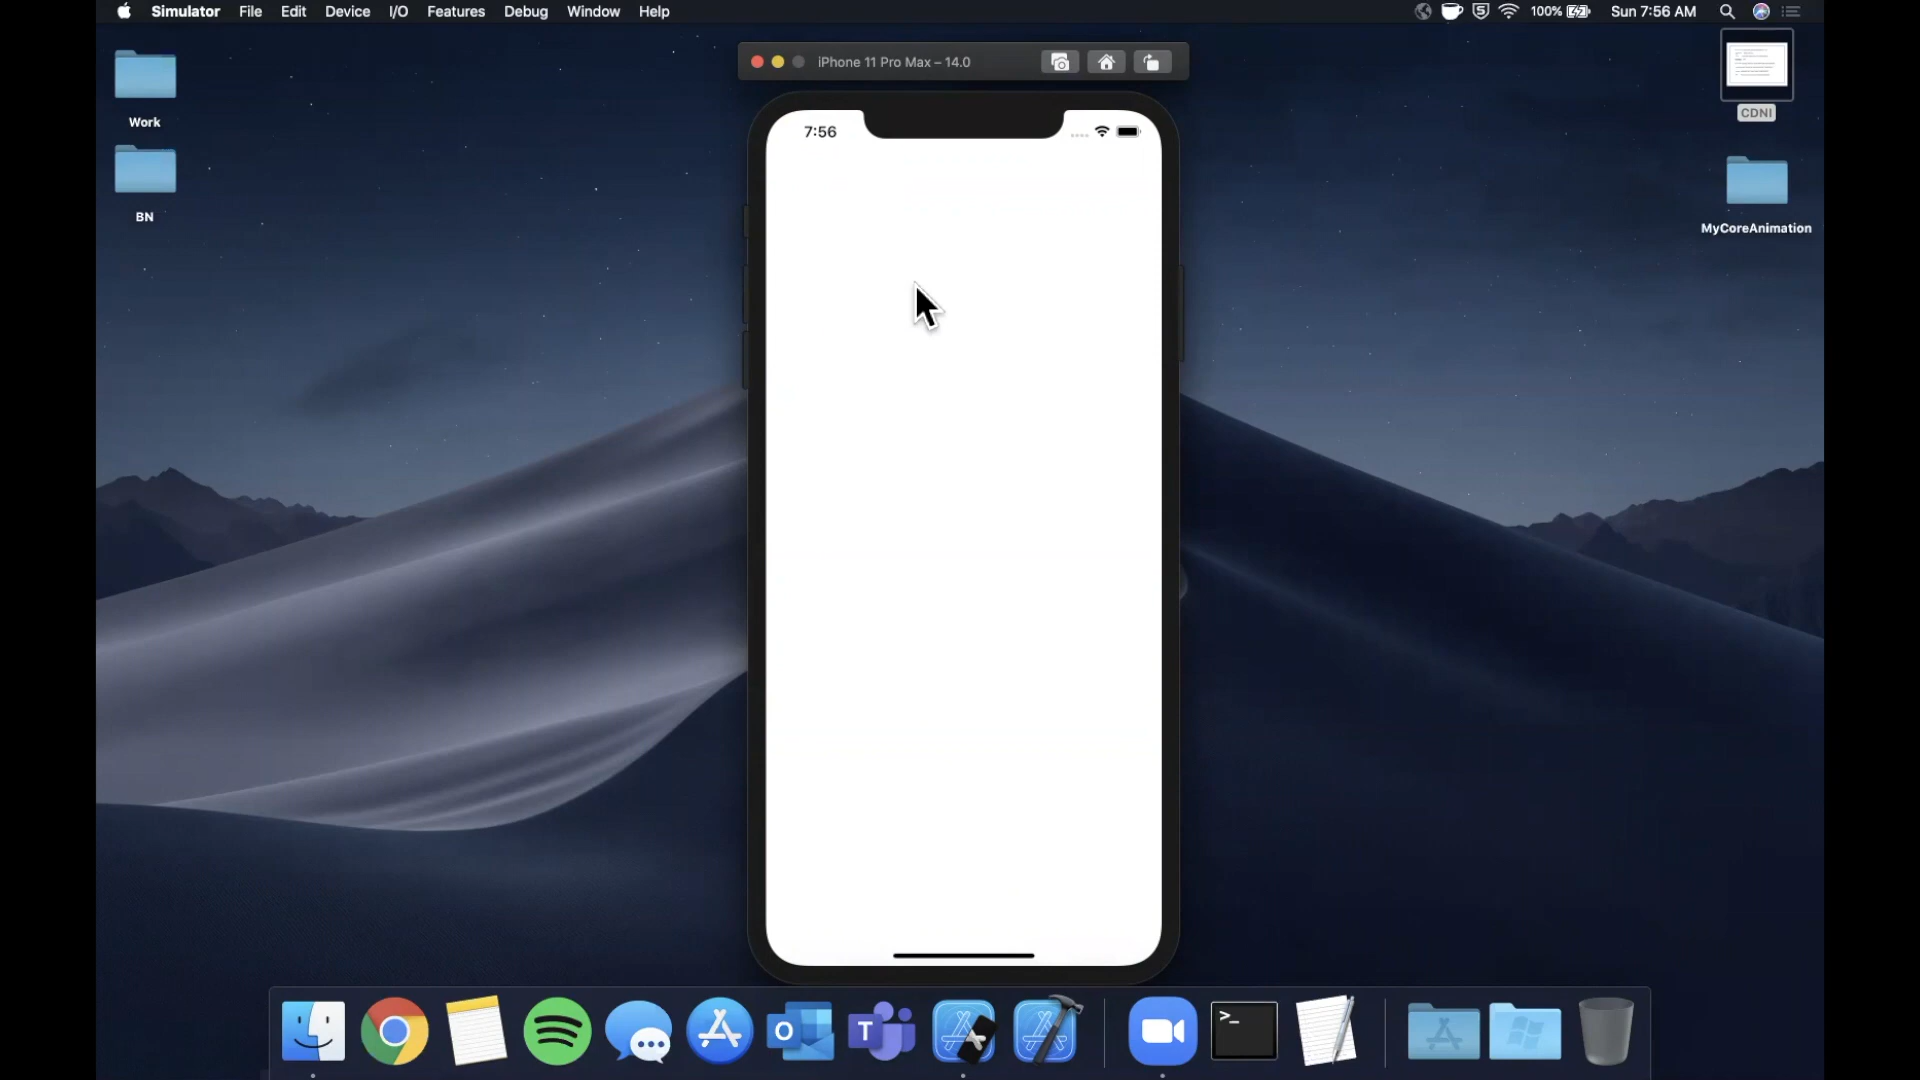 Simulator File Edit Device I/O Features Debug Window Help
100% Sun 7:56 AM
iPhone 11 Pro Max – 14.0
7:56
Work
BN
CDNI
MyCoreAnimation